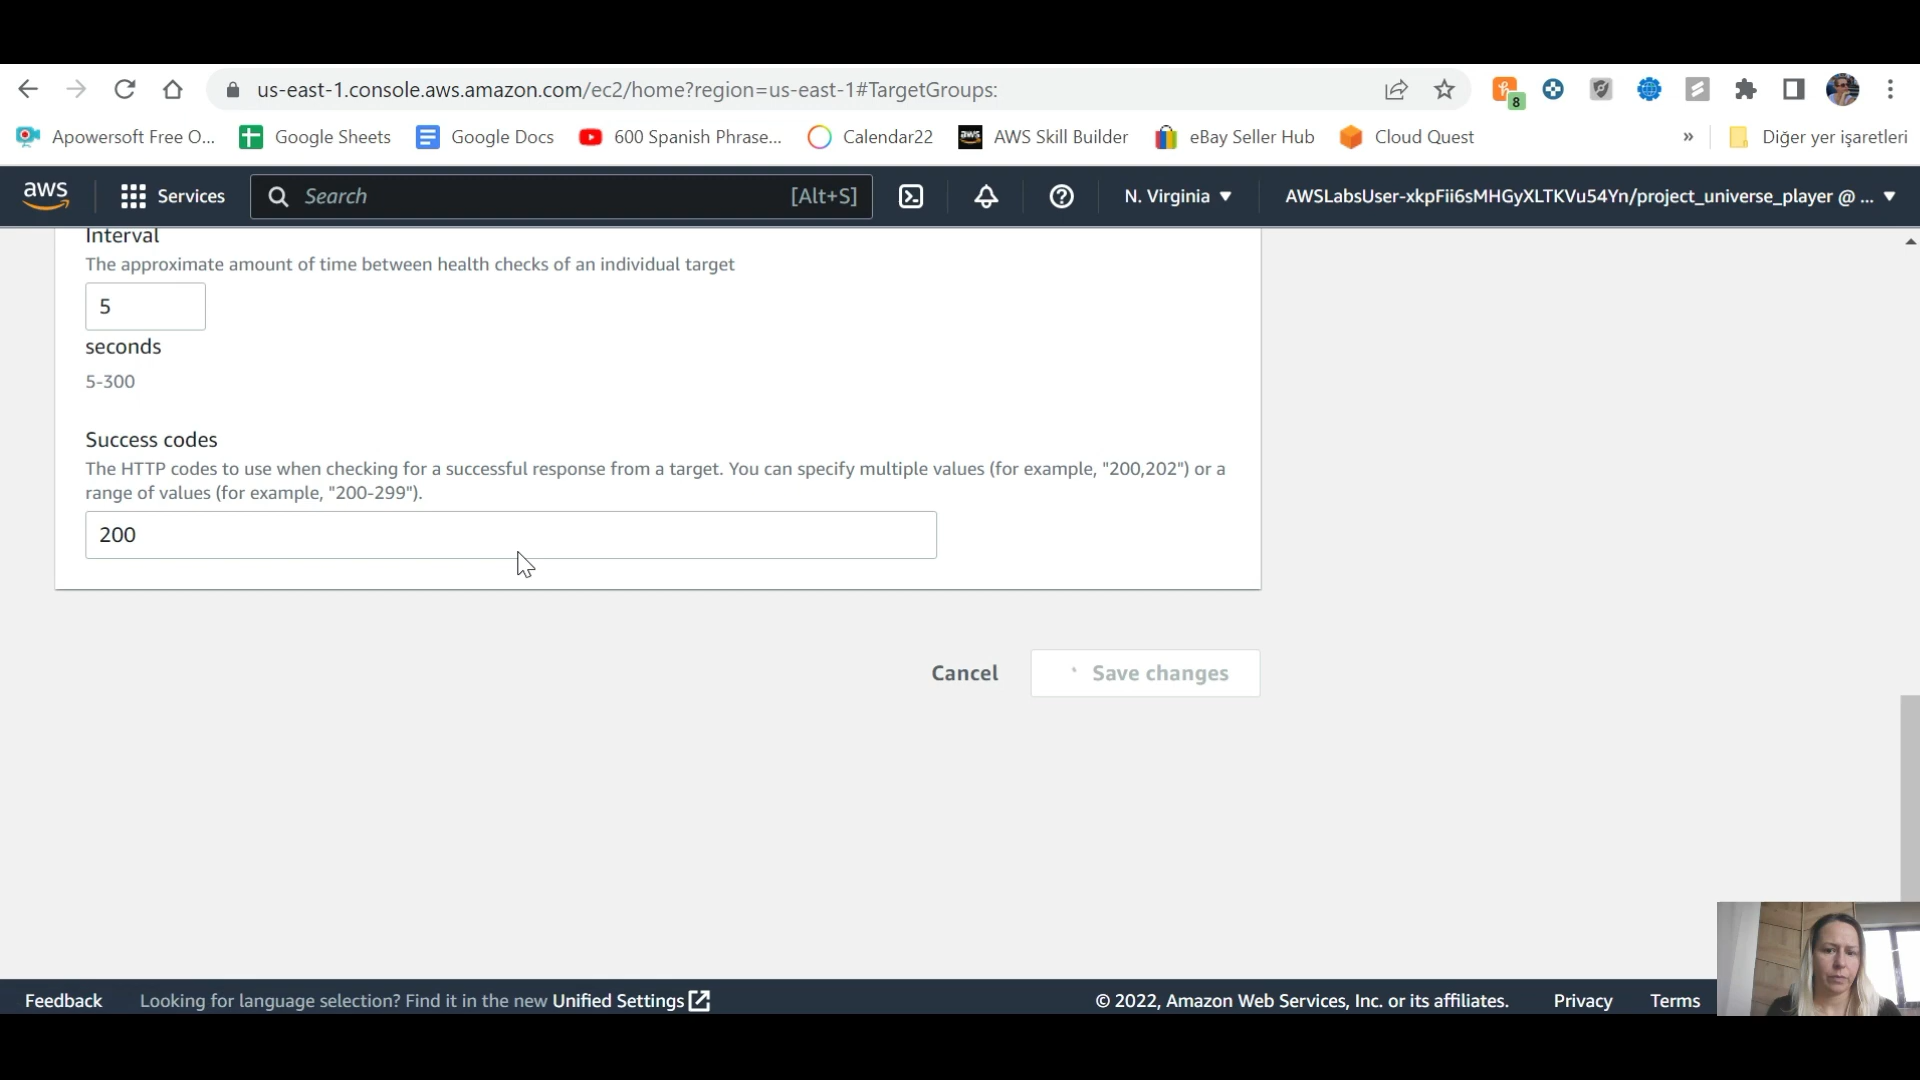 us-east-1.console.aws.amazon.com/ec2/home?region=us-east-1#TargetGroups:
8
Apowersoft Free O...
Google Sheets
Google Docs
600 Spanish Phrase...
Calendar22
aws
AWS Skill Builder
eBay Seller Hub
Cloud Quest
»
Diğer yer işaretleri
aws
Services
Search
[Alt+S]
N. Virginia
AWSLabsUser-xkpFii6sMHGyXLTKVu54Yn/project_universe_player @ ...
Interval
The approximate amount of time between health checks of an individual target
5
seconds
5-300
Success codes
The HTTP codes to use when checking for a successful response from a target. You can specify multiple values (for example, "200,202") or a
range of values (for example, "200-299").
200
Cancel
Save changes
Feedback
Looking for language selection? Find it in the new Unified Settings
© 2022, Amazon Web Services, Inc. or its affiliates.
Privacy
Terms